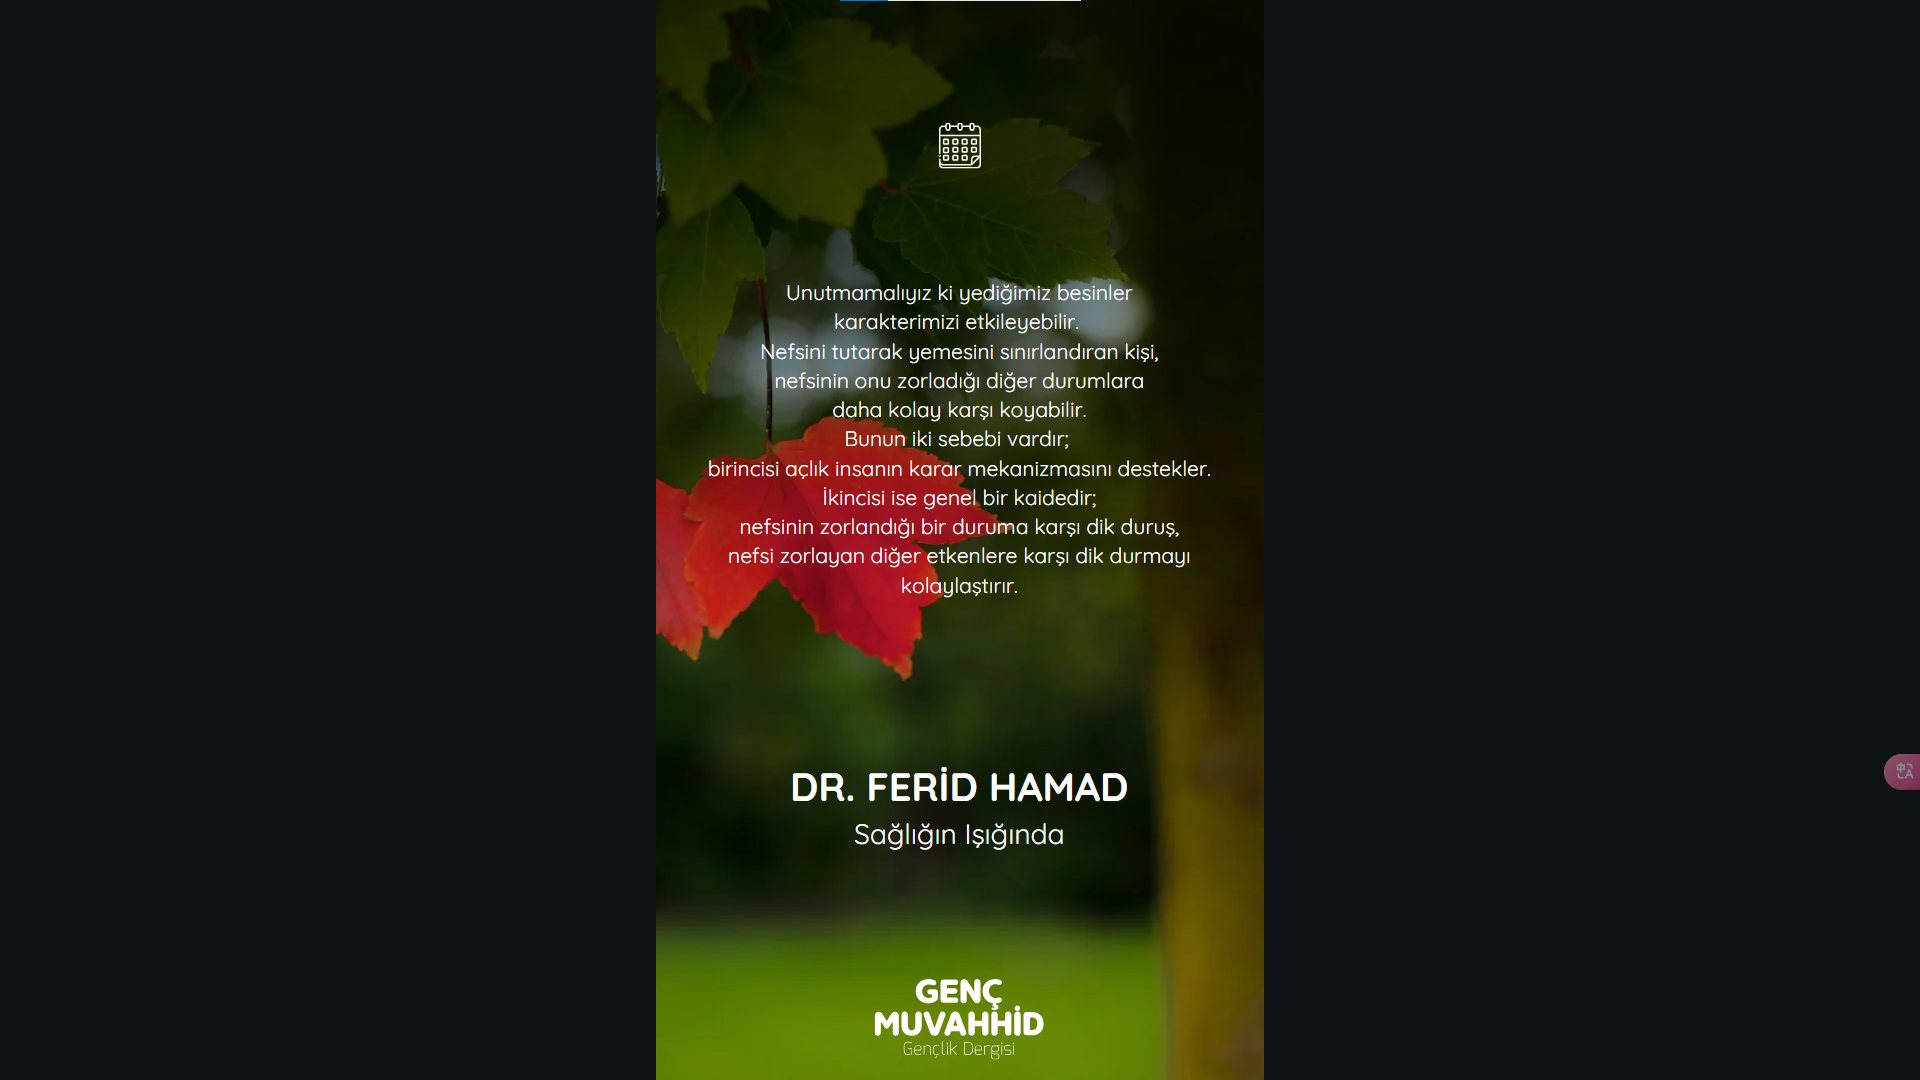 Unutmamalıyız ki yediğimiz besinler
karakterimizi etkileyebilir.
Nefsini tutarak yemesini sınırlandıran kişi,
nefsinin onu zorladığı diğer durumlara
daha kolay karşı koyabilir.
Bunun iki sebebi vardır;
birincisi açlık insanın karar mekanizmasını destekler.
İkincisi ise genel bir kaidedir;
nefsinin zorlandığı bir duruma karşı dik duruş,
nefsi zorlayan diğer etkenlere karşı dik durmayı
kolaylaştırır.
DR. FERİD HAMAD
Sağlığın Işığında
GENÇ
MUVAHHİD
Gençlik Dergisi